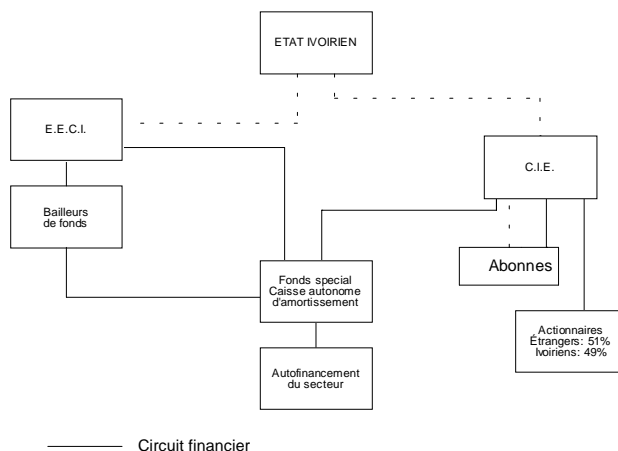 ETAT IVOIRIEN
E.E.C.I.
C.I.E.
Bailleurs
de fonds
Abonnes
Fonds special
Caisse autonome
d'amortissement
Actionnaires
Étrangers: 51%
Ivoiriens: 49%
Autofinancement
du secteur
Circuit financier